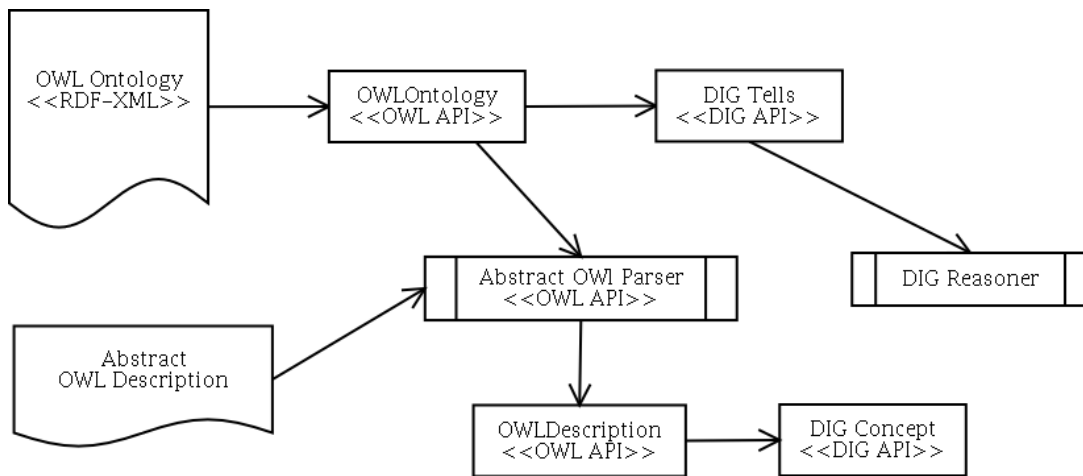 OWL Ontology
<<RDF-XML>>
OWLOntology
<<OWL API>>
DIG Tells
<<DIG API>>
Abstract OWl Parser
<<OWL API>>
DIG Reasoner
Abstract
OWL Description
OWLDescription
<<OWL API>>
DIG Concept
<<DIG API>>